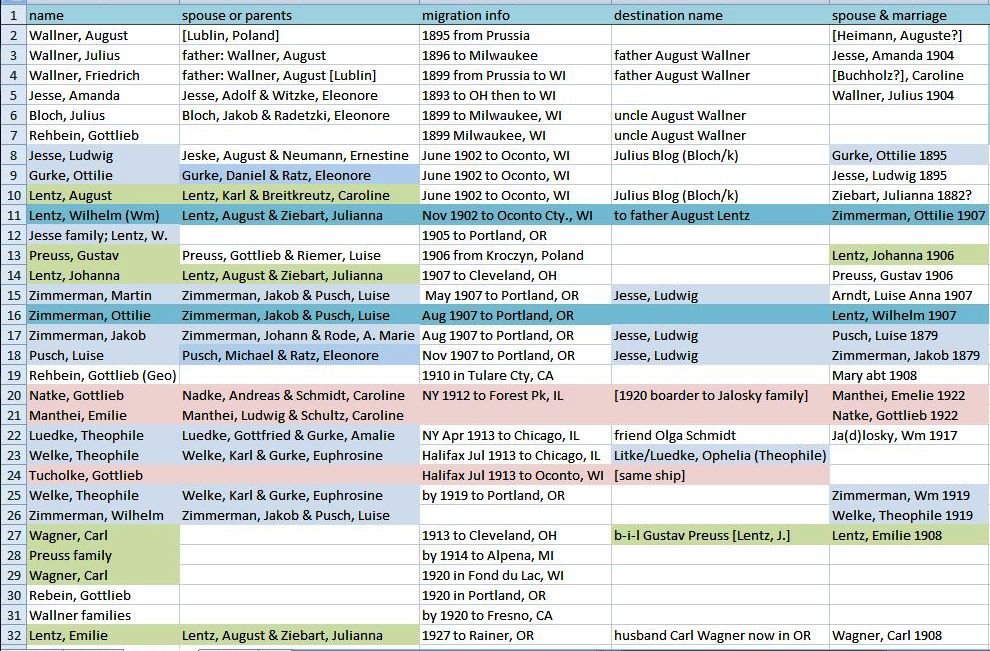 1 name spouse or parents migration info destination name spouse & marriage
2 Wallner, August [Lublin, Poland] 1895 from Prussia [Heimann, Auguste?]
3 Wallner, Julius father: Wallner, August 1896 to Milwaukee father August Wallner Jesse, Amanda 1904
4 Wallner, Friedrich father: Wallner, August [Lublin] 1899 from Prussia to WI father August Wallner [Buchholz?], Caroline
5 Jesse, Amanda Jesse, Adolf & Witzke, Eleonore 1893 to OH then to WI Wallner, Julius 1904
6 Bloch, Julius Bloch, Jakob & Radetzki, Eleonore 1899 to Milwaukee, WI uncle August Wallner
7 Rehbein, Gottlieb 1899 Milwaukee, WI uncle August Wallner
8 Jesse, Ludwig Jeske, August & Neumann, Ernestine June 1902 to Oconto, WI Julius Blog (Bloch/k) Gurke, Ottilie 1895
9 Gurke, Ottilie Gurke, Daniel & Ratz, Eleonore June 1902 to Oconto, WI Jesse, Ludwig 1895
10 Lentz, August Lentz, Karl & Breitkreutz, Caroline June 1902 to Oconto, WI Julius Blog (Bloch/k) Ziebart, Julianna 1882?
11 Lentz, Wilhelm (Wm) Lentz, August & Ziebart, Julianna Nov 1902 to Oconto Cty., WI to father August Lentz Zimmerman, Ottilie 1907
12 Jesse family; Lentz, W. 1905 to Portland, OR
13 Preuss, Gustav Preuss, Gottlieb & Riemer, Luise 1906 from Kroczyn, Poland Lentz, Johanna 1906
14 Lentz, Johanna Lentz, August & Ziebart, Julianna 1907 to Cleveland, OH Preuss, Gustav 1906
15 Zimmerman, Martin Zimmerman, Jakob & Pusch, Luise May 1907 to Portland, OR Jesse, Ludwig Arndt, Luise Anna 1907
16 Zimmerman, Ottilie Zimmerman, Jakob & Pusch, Luise Aug 1907 to Portland, OR Lentz, Wilhelm 1907
17 Zimmerman, Jakob Zimmerman, Johann & Rode, A. Marie Aug 1907 to Portland, OR Jesse, Ludwig Pusch, Luise 1879
18 Pusch, Luise Pusch, Michael & Ratz, Eleonore Nov 1907 to Portland, OR Jesse, Ludwig Zimmerman, Jakob 1879
19 Rehbein, Gottlieb (Geo) 1910 in Tulare Cty, CA Mary abt 1908
20 Natke, Gottlieb Nadke, Andreas & Schmidt, Caroline NY 1912 to Forest Pk, IL [1920 boarder to Jalosky family] Manthei, Emelie 1922
21 Manthei, Emilie Manthei, Ludwig & Schultz, Caroline Natke, Gottlieb 1922
22 Luedke, Theophile Luedke, Gottfried & Gurke, Amalie NY Apr 1913 to Chicago, IL friend Olga Schmidt Ja(d)losky, Wm 1917
23 Welke, Theophile Welke, Karl & Gurke, Euphrosine Halifax Jul 1913 to Chicago, IL Litke/Luedke, Ophelia (Theophile)
24 Tucholke, Gottlieb Halifax Jul 1913 to Oconto, WI [same ship]
25 Welke, Theophile Welke, Karl & Gurke, Euphrosine by 1919 to Portland, OR Zimmerman, Wm 1919
26 Zimmerman, Wilhelm Zimmerman, Jakob & Pusch, Luise Welke, Theophile 1919
27 Wagner, Carl 1913 to Cleveland, OH b-i-l Gustav Preuss [Lentz, J.] Lentz, Emilie 1908
28 Preuss family by 1914 to Alpena, MI
29 Wagner, Carl 1920 in Fond du Lac, WI
30 Rebein, Gottlieb 1920 in Portland, OR
31 Wallner families by 1920 to Fresno, CA
32 Lentz, Emilie Lentz, August & Ziebart, Julianna 1927 to Rainer, OR husband Carl Wagner now in OR Wagner, Carl 1908